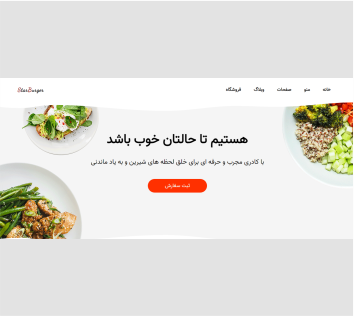 StarBurger
خانه منو صفحات وبلاگ فروشگاه
هستیم تا حالتان خوب باشد
با کادری مجرب و حرفه ای برای خلق لحظه های شیرین و به یاد ماندنی
ثبت سفارش